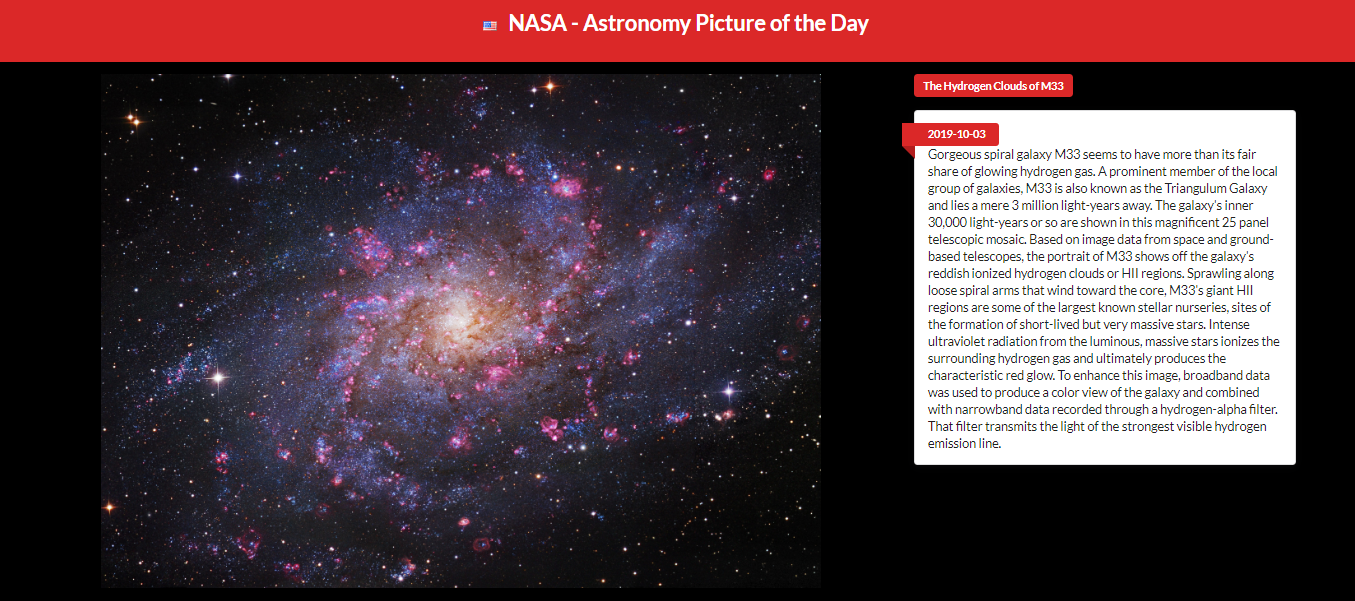 NASA - Astronomy Picture of the Day
The Hydrogen Clouds of M33
2019-10-03
Gorgeous spiral galaxy M33 seems to have more than its fair
share of glowing hydrogen gas. A prominent member of the local
group of galaxies, M33 is also known as the Triangulum Galaxy
and lies a mere 3 million light-years away. The galaxy's inner
30,000 light-years or so are shown in this magnificent 25 panel
telescopic mosaic. Based on image data from space and ground-
based telescopes, the portrait of M33 shows off the galaxy's
reddish ionized hydrogen clouds or HII regions. Sprawling along
loose spiral arms that wind toward the core, M33's giant HII
regions are some of the largest known stellar nurseries, sites of
the formation of short-lived but very massive stars. Intense
ultraviolet radiation from the luminous, massive stars ionizes the
surrounding hydrogen gas and ultimately produces the
characteristic red glow. To enhance this image, broadband data
was used to produce a color view of the galaxy and combined
with narrowband data recorded through a hydrogen-alpha filter.
That filter transmits the light of the strongest visible hydrogen
emission line.